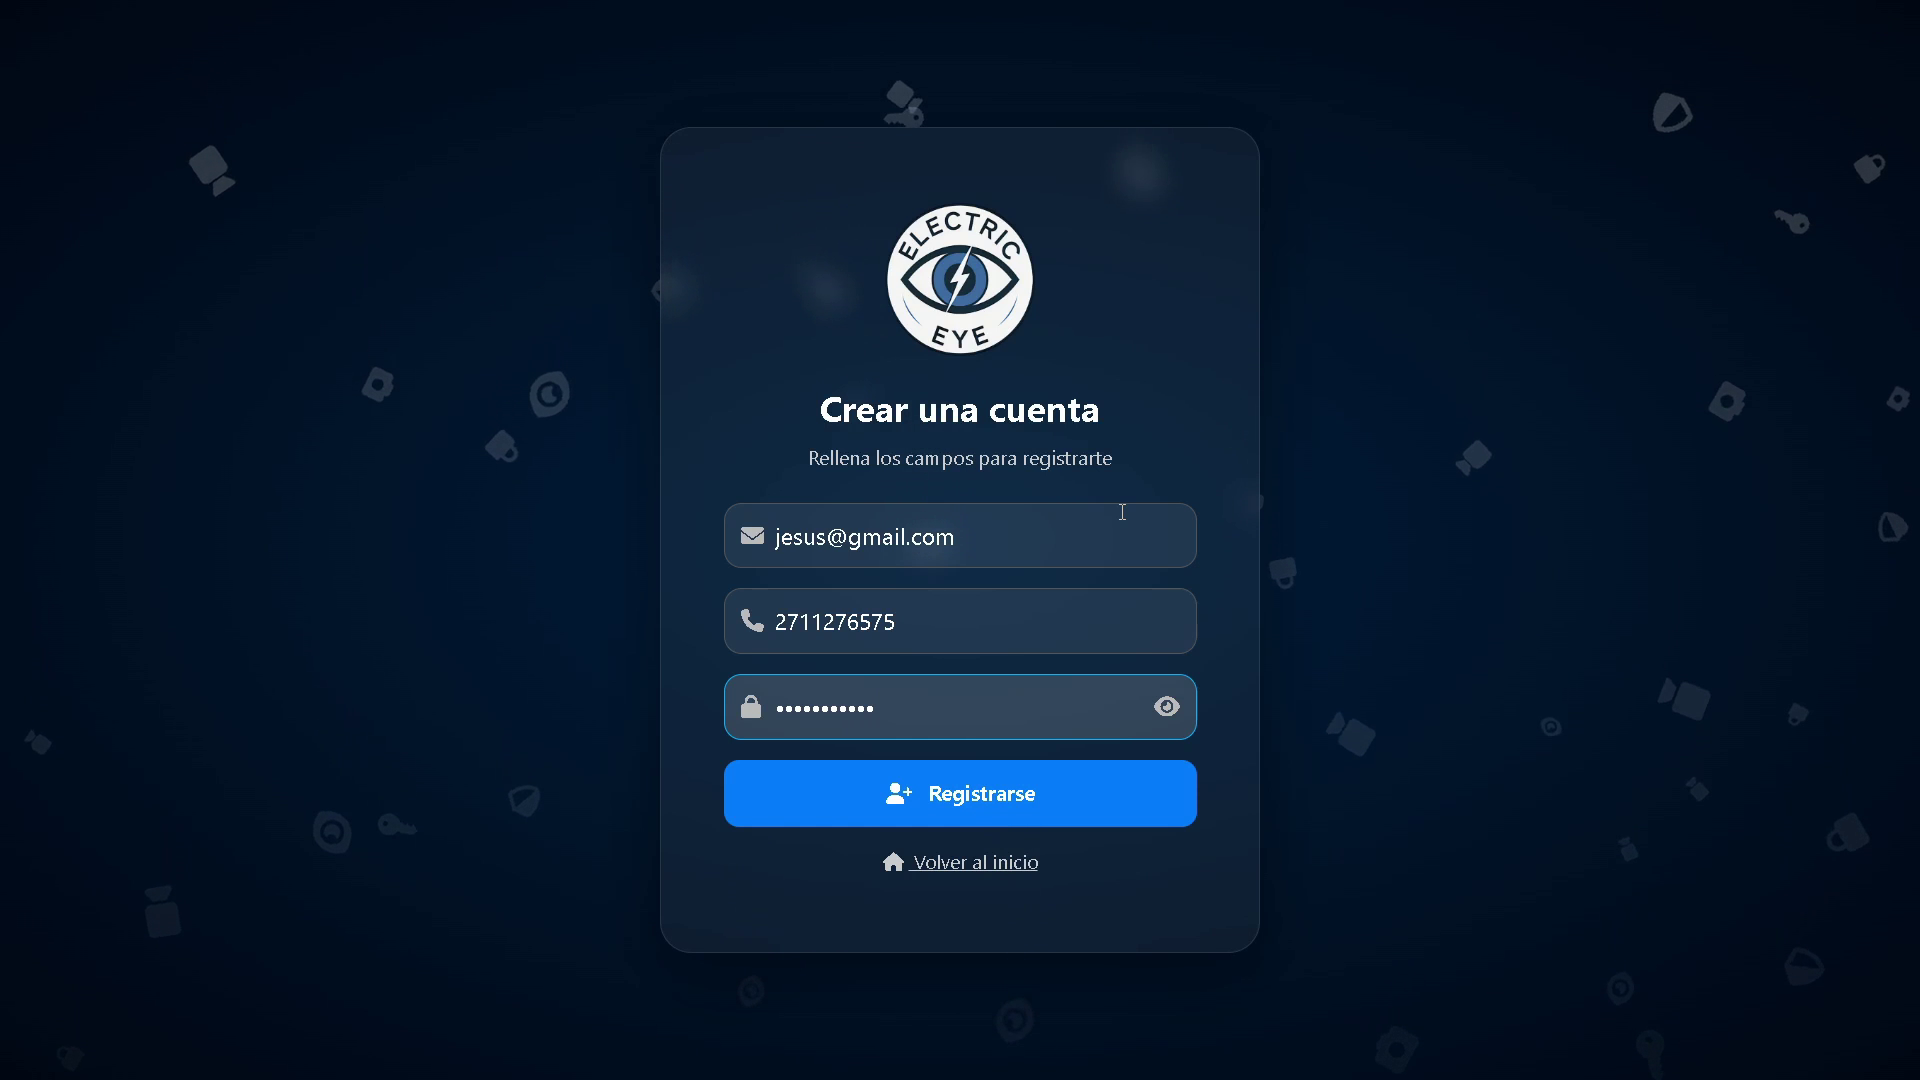 ELECTRIC
EYE
Crear una cuenta
Rellena los campos para registrarte
jesus@gmail.com
2711276575
•••••••••••
Registrarse
Volver al inicio